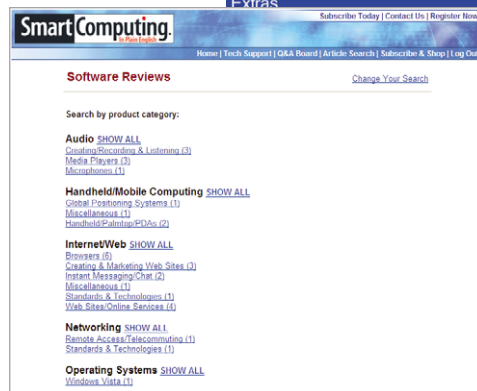 Extras
Subscribe Today | Contact Us | Register Now
SmartComputing.
In Plain English
Home | Tech Support | Q&A Board | Article Search | Subscribe & Shop | Log Out
Software Reviews
Change Your Search
Search by product category:
Audio SHOW ALL
Creating/Recording & Listening (3)
Media Players (3)
Microphones (1)
Handheld/Mobile Computing SHOW ALL
Global Positioning Systems (1)
Miscellaneous (1)
Handheld/Palmtop/PDAs (2)
Internet/Web SHOW ALL
Browsers (6)
Creating & Marketing Web Sites (3)
Instant Messaging/Chat (2)
Miscellaneous (1)
Standards & Technologies (1)
Web Sites/Online Services (4)
Networking SHOW ALL
Remote Access/Telecommuting (1)
Standards & Technologies (1)
Operating Systems SHOW ALL
Windows Vista (1)